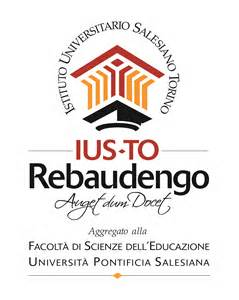 Istituto Universitario Salesiano Torino
IUS·TO
Rebaudengo
Auget dum Docet
Aggregato alla
Facoltà di Scienze dell'Educazione
Università Pontificia Salesiana